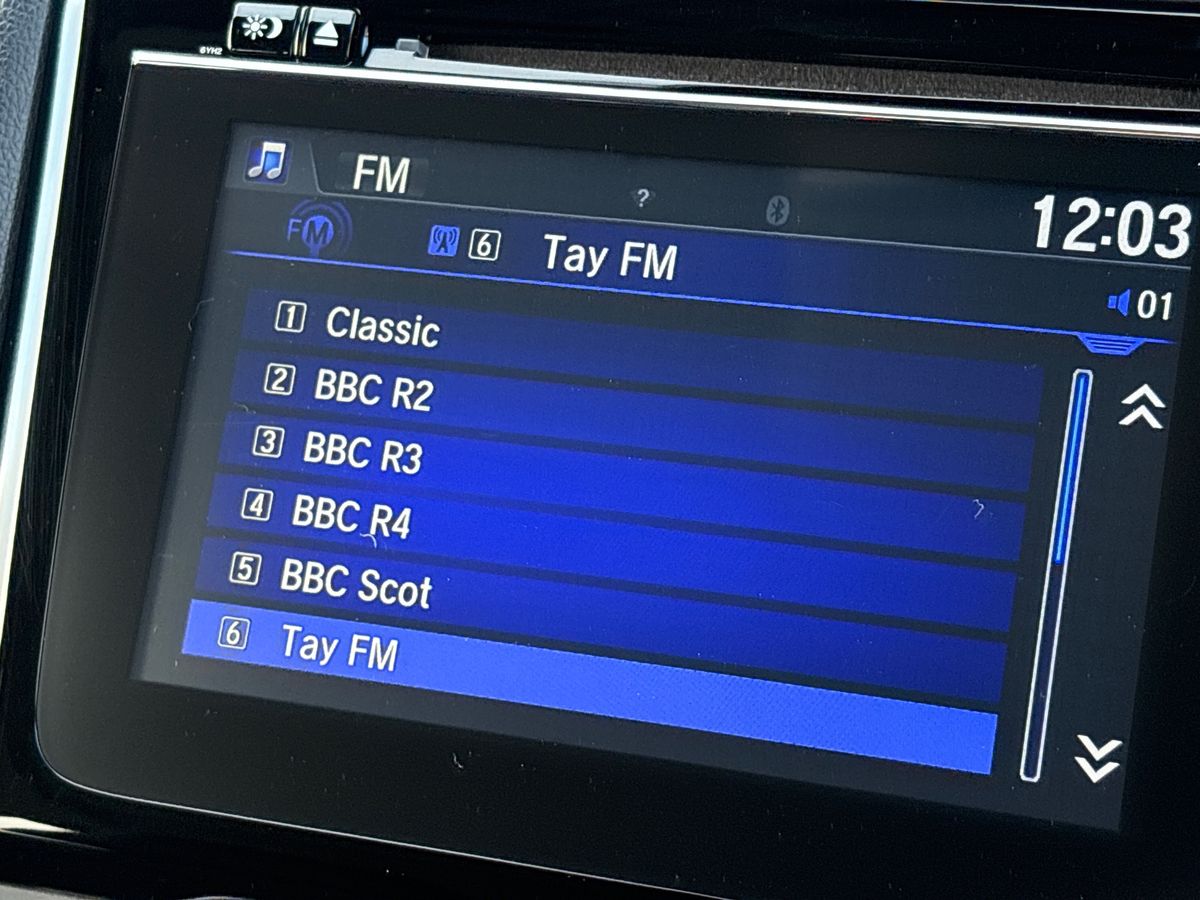 6YH2
FM
?
12:03
FM
6 Tay FM
01
1 Classic
2 BBC R2
3 BBC R3
4 BBC R4
5 BBC Scot
6 Tay FM